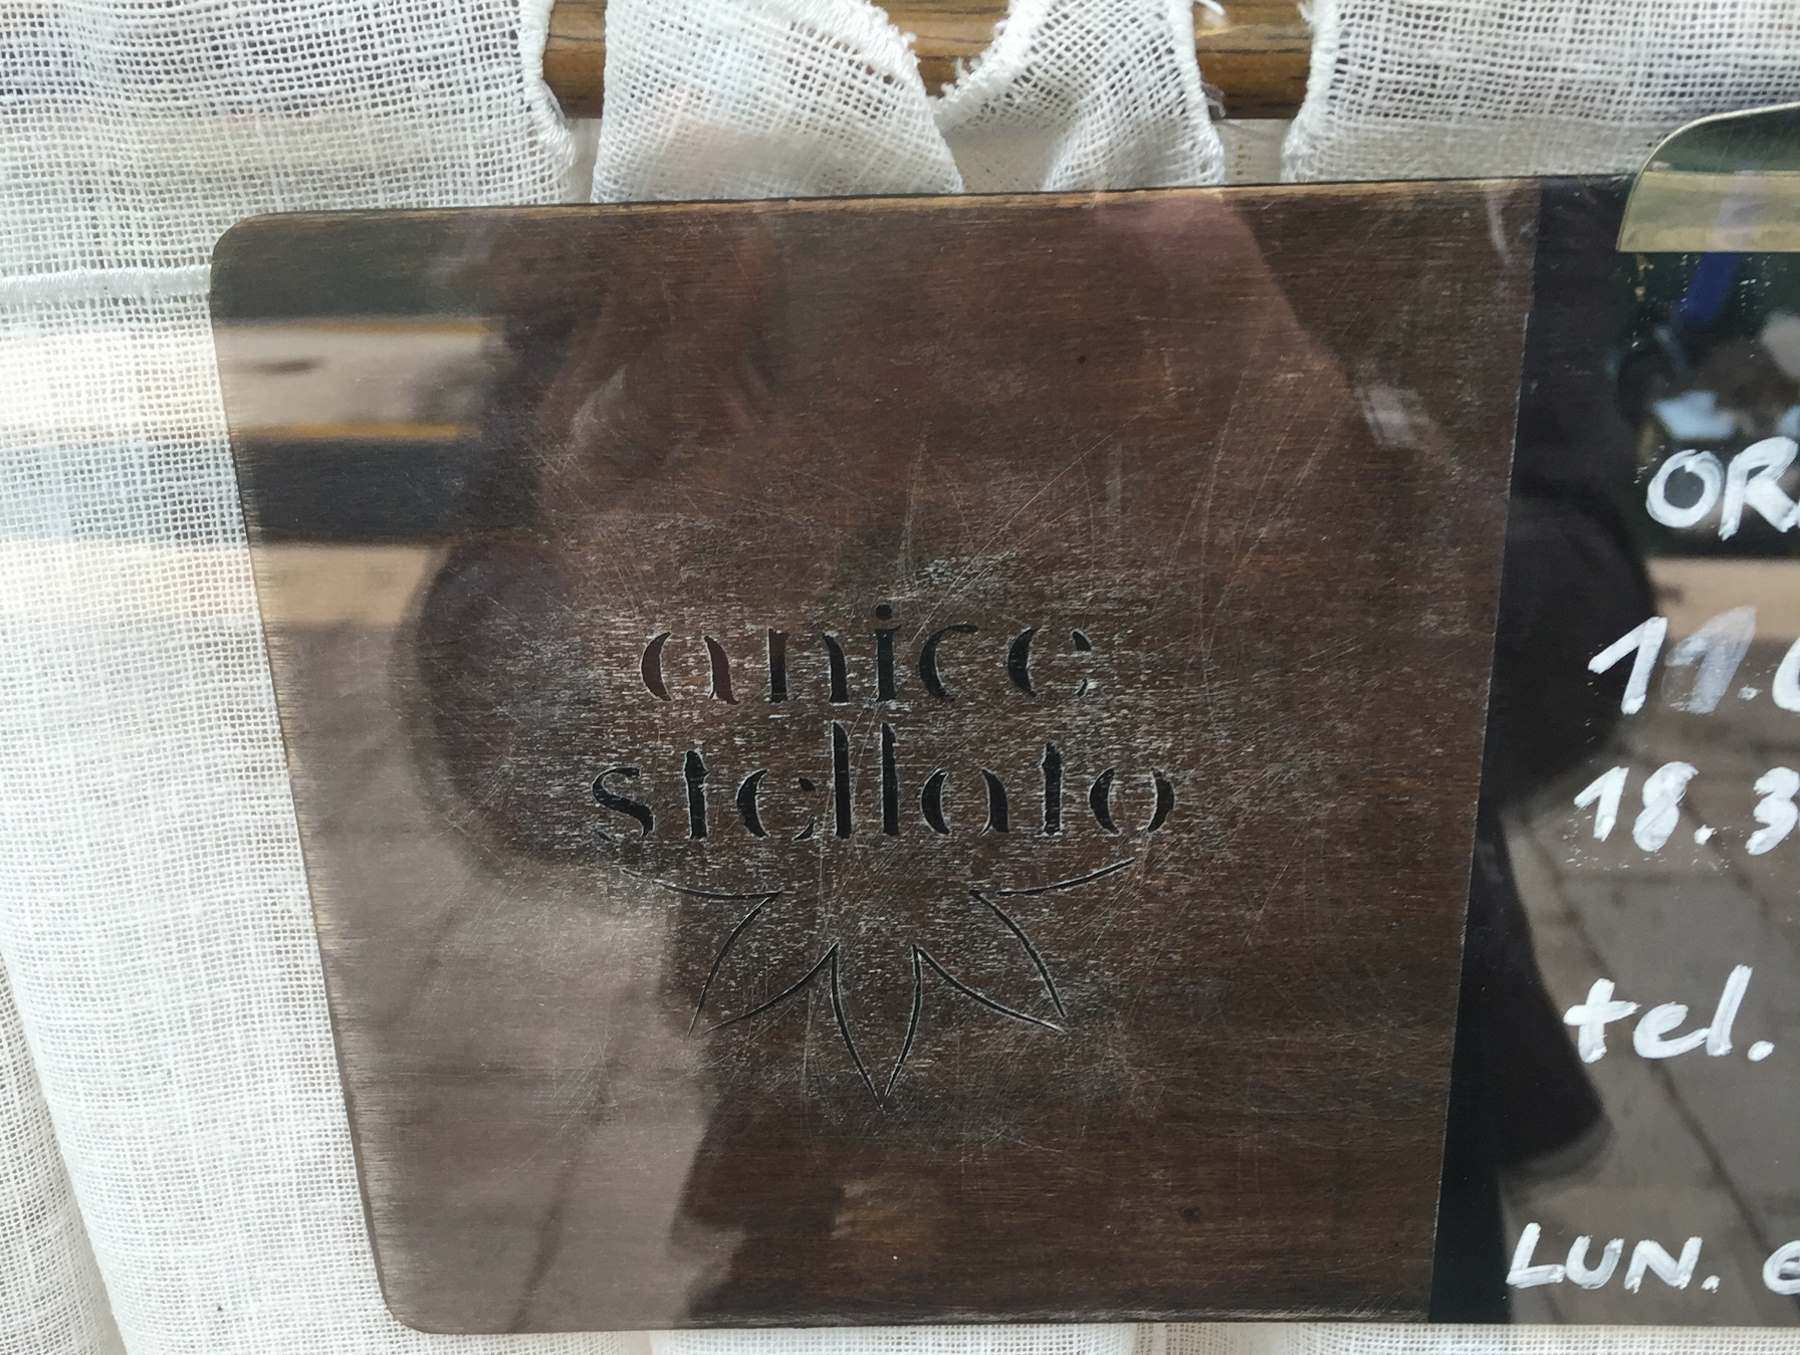 anice
stellato
OR
11.
18.3
tel.
LUN. e